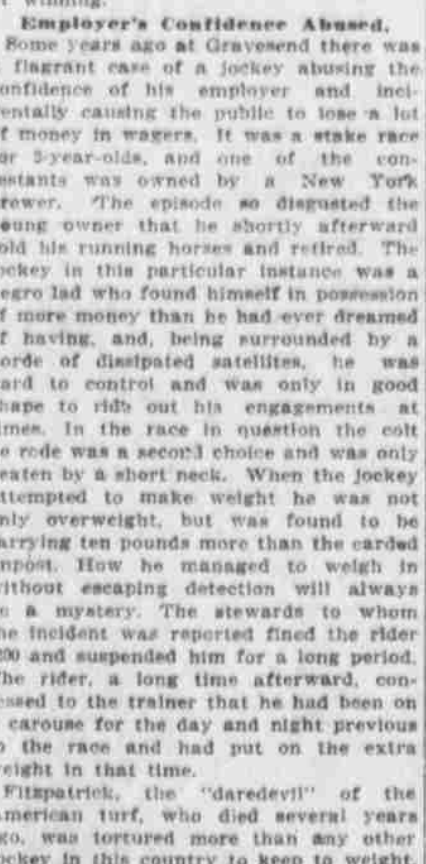 winning.
Employer's Confidence Abused.
Some years ago at Gravesend there was
flagrant case of a jockey abusing the
onfidence of his employer and inci-
entally causing the public to lose a lot
f money in wagers. It was a stake race
or 3-year-olds, and one of the con-
estants was owned by a New York
rewer. The episode so disgusted the
oung owner that he shortly afterward
old his running horses and retired. The
ockey in this particular instance was a
egro lad who found himself in possession
f more money than he had ever dreamed
f having, and, being surrounded by a
orde of dissipated satellites, he was
ard to control and was only in good
hape to ride out his engagements at
imes. In the race in question the colt
e rode was a second choice and was only
eaten by a short neck. When the jockey
ttempted to make weight he was not
nly overweight, but was found to be
arrying ten pounds more than the carded
mpost. How he managed to weigh in
ithout escaping detection will always
e a mystery. The stewards to whom
he incident was reported fined the rider
200 and suspended him for a long period.
he rider, a long time afterward, con-
essed to the trainer that he had been on
carouse for the day and night previous
o the race and had put on the extra
eight in that time.
Fitzpatrick, the "daredevil" of the
merican turf, who died several years
go, was tortured more than any other
ockey in this country to keep to weight.